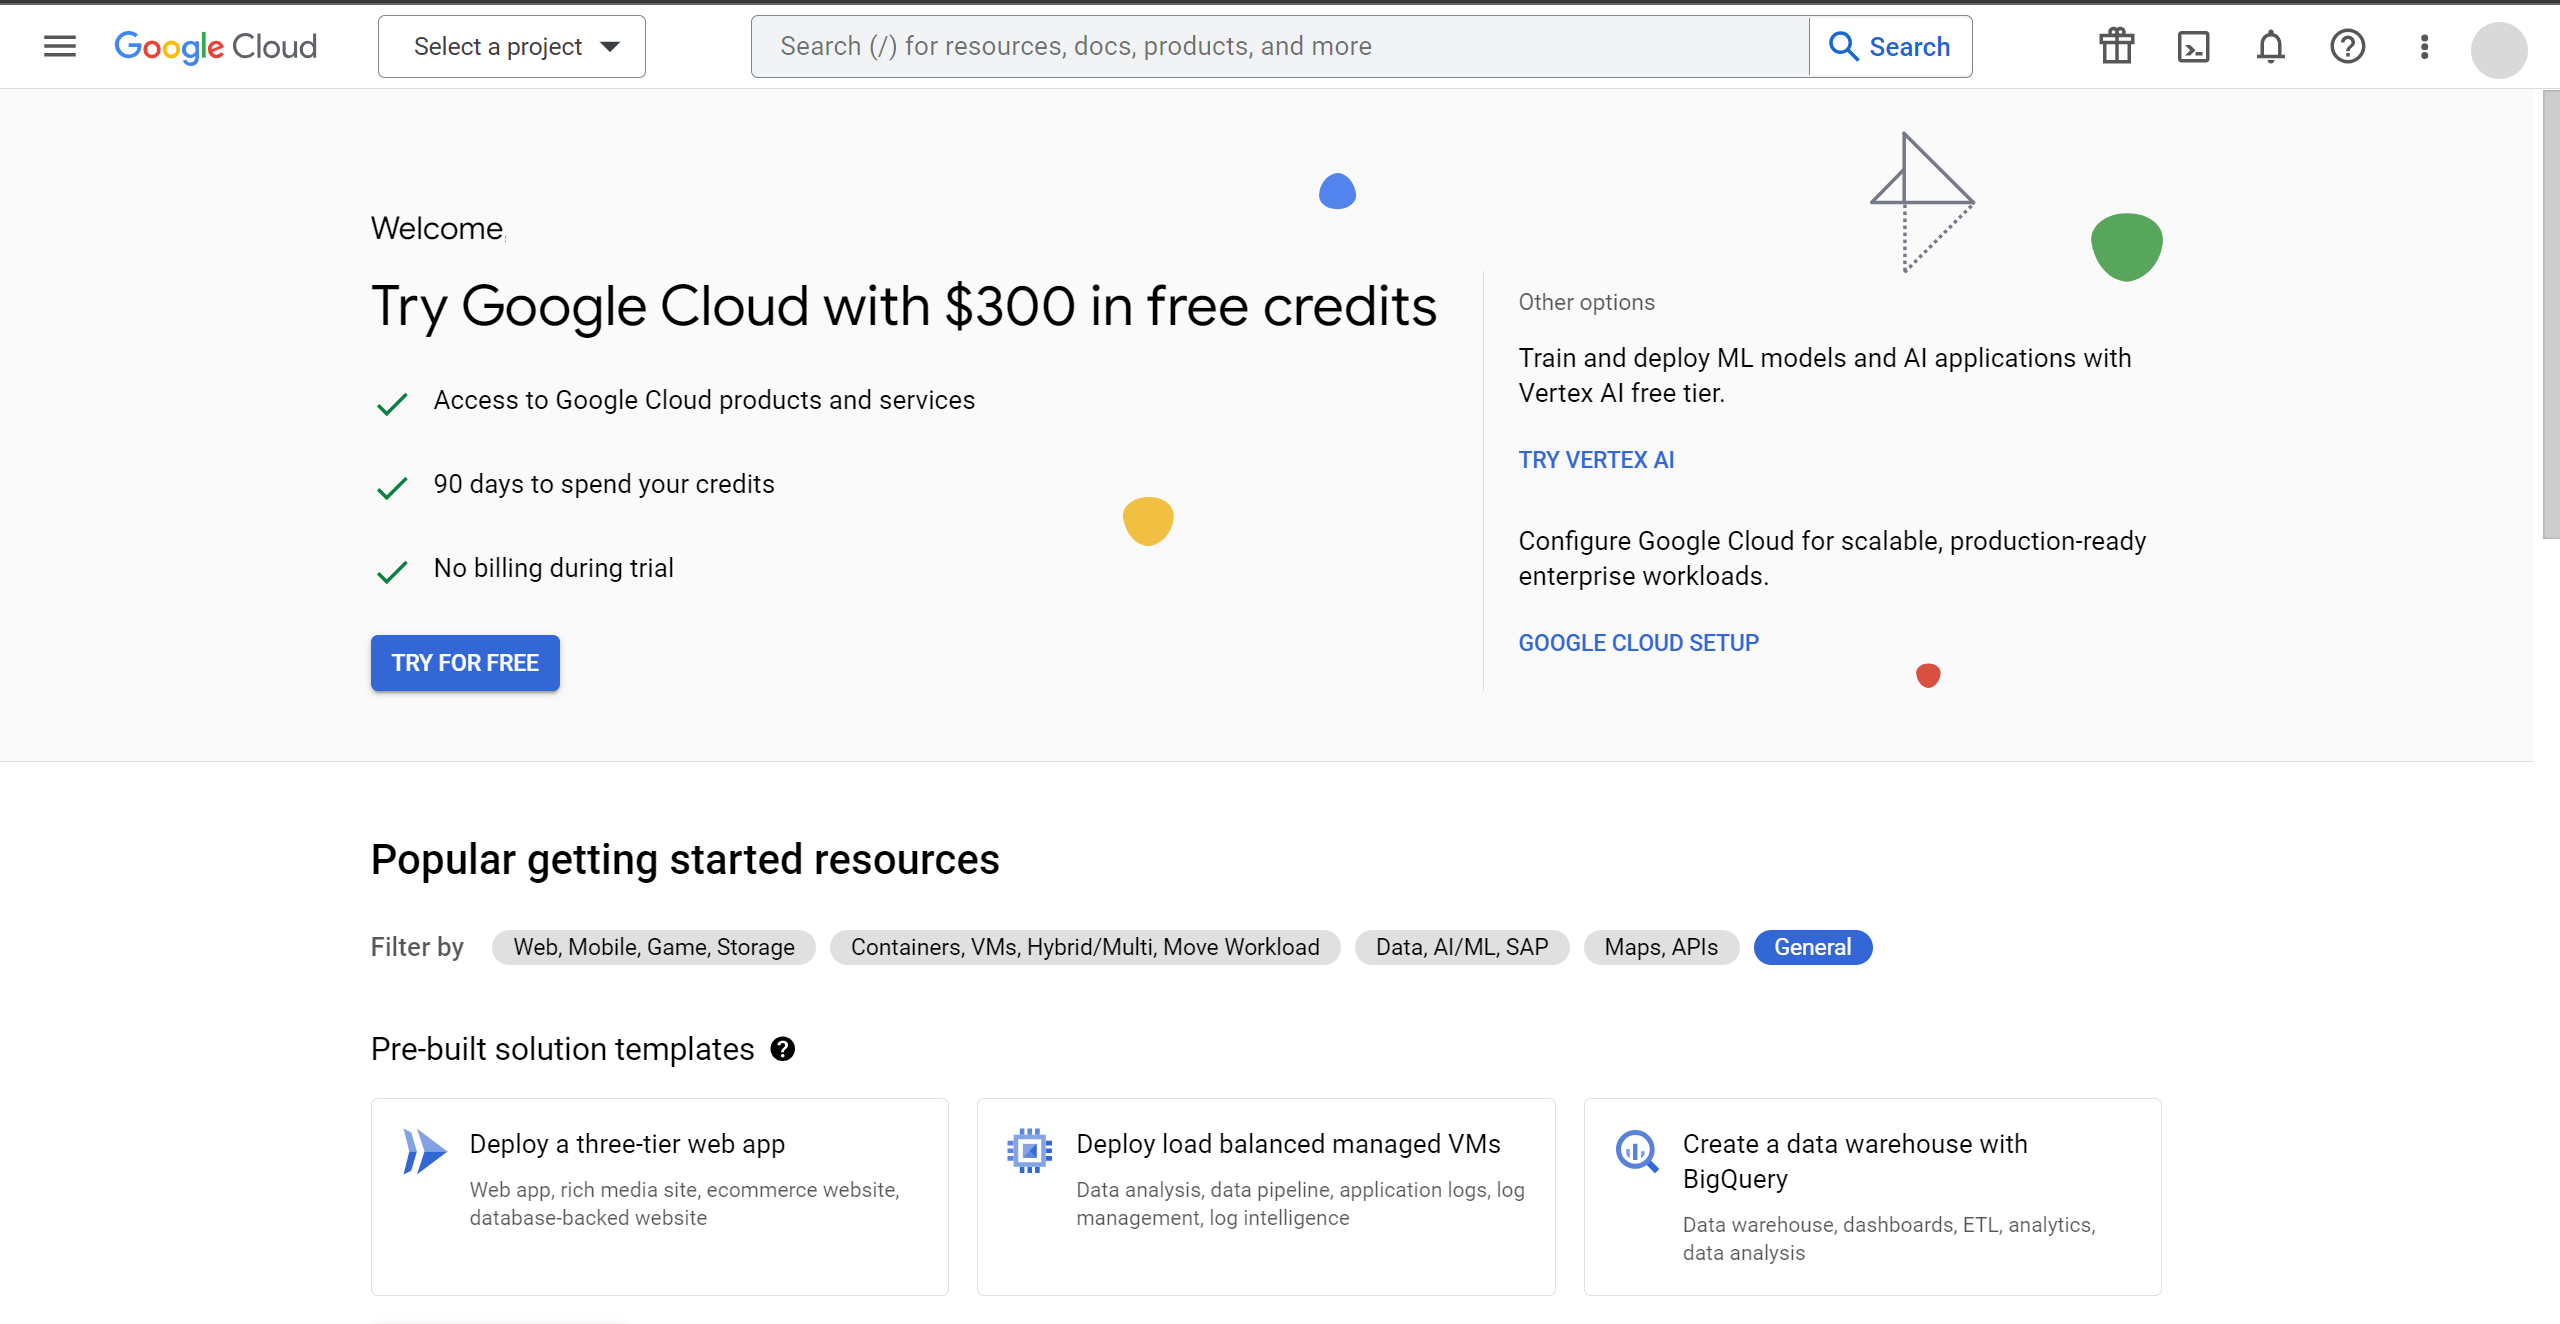 Google Cloud
Select a project
Search (/) for resources, docs, products, and more
Search
Welcome,
Try Google Cloud with $300 in free credits
Access to Google Cloud products and services
90 days to spend your credits
No billing during trial
TRY FOR FREE
Other options
Train and deploy ML models and AI applications with
Vertex AI free tier.
TRY VERTEX AI
Configure Google Cloud for scalable, production-ready
enterprise workloads.
GOOGLE CLOUD SETUP
Popular getting started resources
Filter by
Web, Mobile, Game, Storage
Containers, VMs, Hybrid/Multi, Move Workload
Data, AI/ML, SAP
Maps, APIs
General
Pre-built solution templates
Deploy a three-tier web app
Web app, rich media site, ecommerce website,
database-backed website
Deploy load balanced managed VMs
Data analysis, data pipeline, application logs, log
management, log intelligence
Create a data warehouse with
BigQuery
Data warehouse, dashboards, ETL, analytics,
data analysis